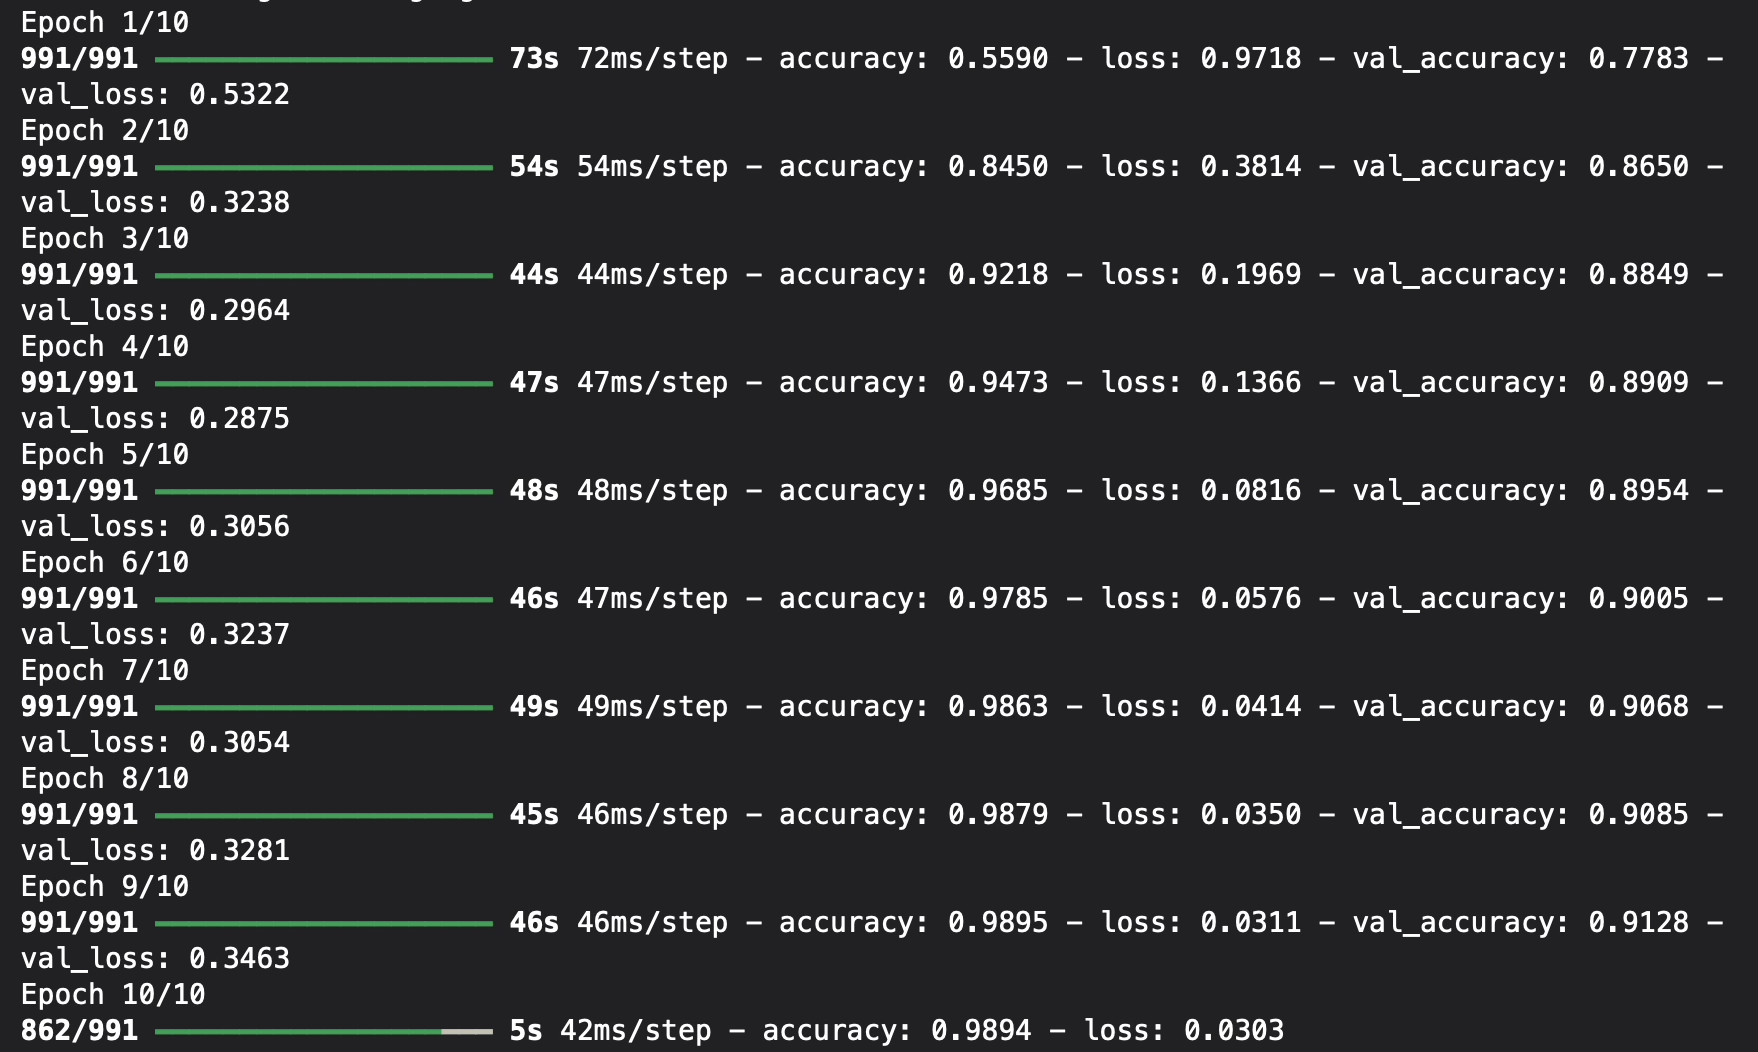 Epoch 1/10
991/991 73s 72ms/step - accuracy: 0.5590 - loss: 0.9718 - val_accuracy: 0.7783 -
val_loss: 0.5322
Epoch 2/10
991/991 54s 54ms/step - accuracy: 0.8450 - loss: 0.3814 - val_accuracy: 0.8650 -
val_loss: 0.3238
Epoch 3/10
991/991 44s 44ms/step - accuracy: 0.9218 - loss: 0.1969 - val_accuracy: 0.8849 -
val_loss: 0.2964
Epoch 4/10
991/991 47s 47ms/step - accuracy: 0.9473 - loss: 0.1366 - val_accuracy: 0.8909 -
val_loss: 0.2875
Epoch 5/10
991/991 48s 48ms/step - accuracy: 0.9685 - loss: 0.0816 - val_accuracy: 0.8954 -
val_loss: 0.3056
Epoch 6/10
991/991 46s 47ms/step - accuracy: 0.9785 - loss: 0.0576 - val_accuracy: 0.9005 -
val_loss: 0.3237
Epoch 7/10
991/991 49s 49ms/step - accuracy: 0.9863 - loss: 0.0414 - val_accuracy: 0.9068 -
val_loss: 0.3054
Epoch 8/10
991/991 45s 46ms/step - accuracy: 0.9879 - loss: 0.0350 - val_accuracy: 0.9085 -
val_loss: 0.3281
Epoch 9/10
991/991 46s 46ms/step - accuracy: 0.9895 - loss: 0.0311 - val_accuracy: 0.9128 -
val_loss: 0.3463
Epoch 10/10
862/991 5s 42ms/step - accuracy: 0.9894 - loss: 0.0303